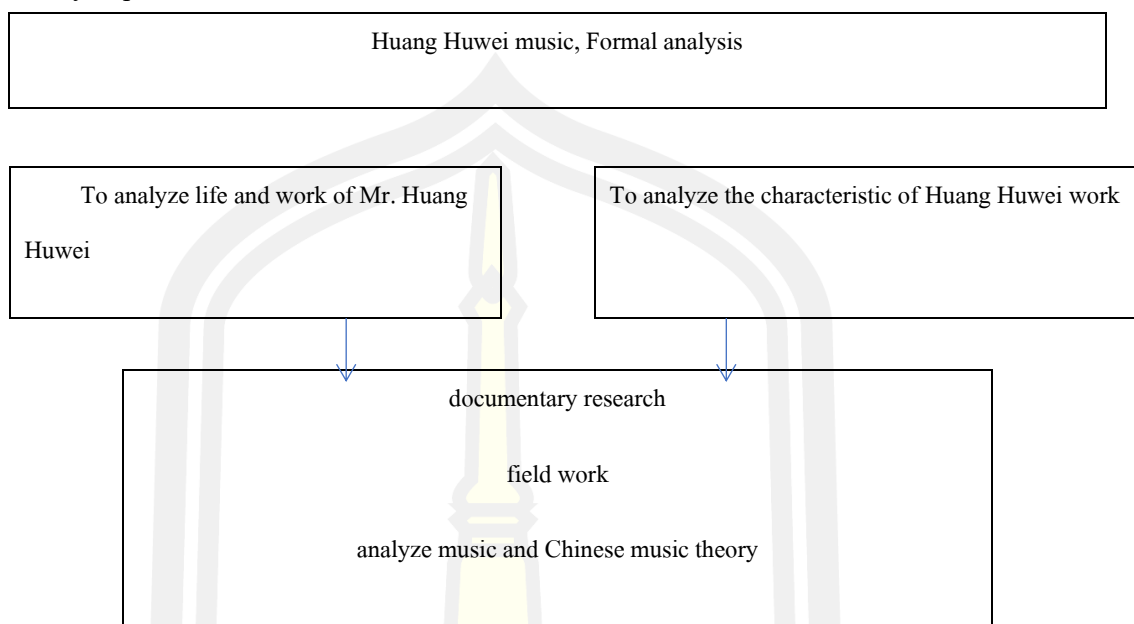 Huang Huwei music, Formal analysis
To analyze life and work of Mr. Huang
Huwei
To analyze the characteristic of Huang Huwei work
documentary research
field work
analyze music and Chinese music theory